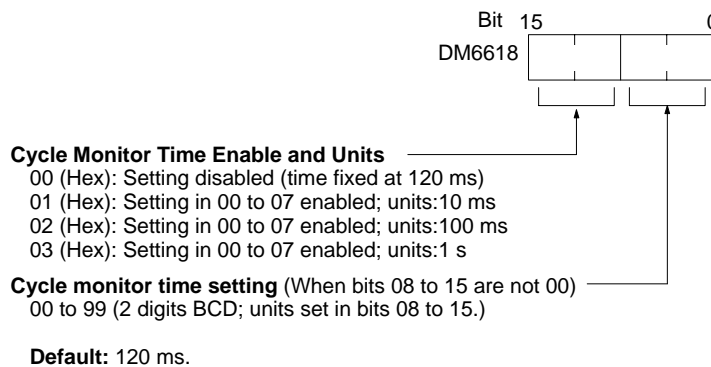 Bit 15 0
DM6618
Cycle Monitor Time Enable and Units
00 (Hex): Setting disabled (time fixed at 120 ms)
01 (Hex): Setting in 00 to 07 enabled; units:10 ms
02 (Hex): Setting in 00 to 07 enabled; units:100 ms
03 (Hex): Setting in 00 to 07 enabled; units:1 s
Cycle monitor time setting (When bits 08 to 15 are not 00)
00 to 99 (2 digits BCD; units set in bits 08 to 15.)
Default: 120 ms.